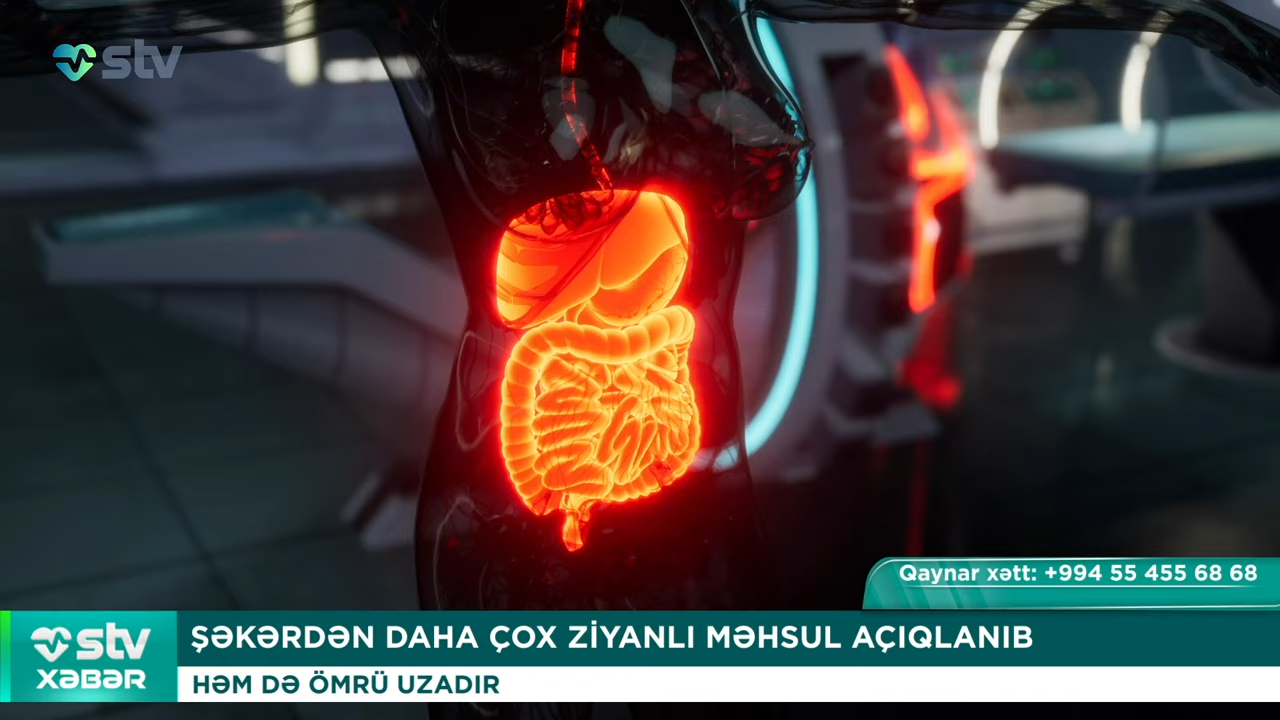 stv
Qaynar xətt: +994 55 455 68 68
stv
XƏBƏR
ŞƏKƏRDƏN DAHA ÇOX ZİYANLI MƏHSUL AÇIQLANIB
HƏM DƏ ÖMRÜ UZADIR